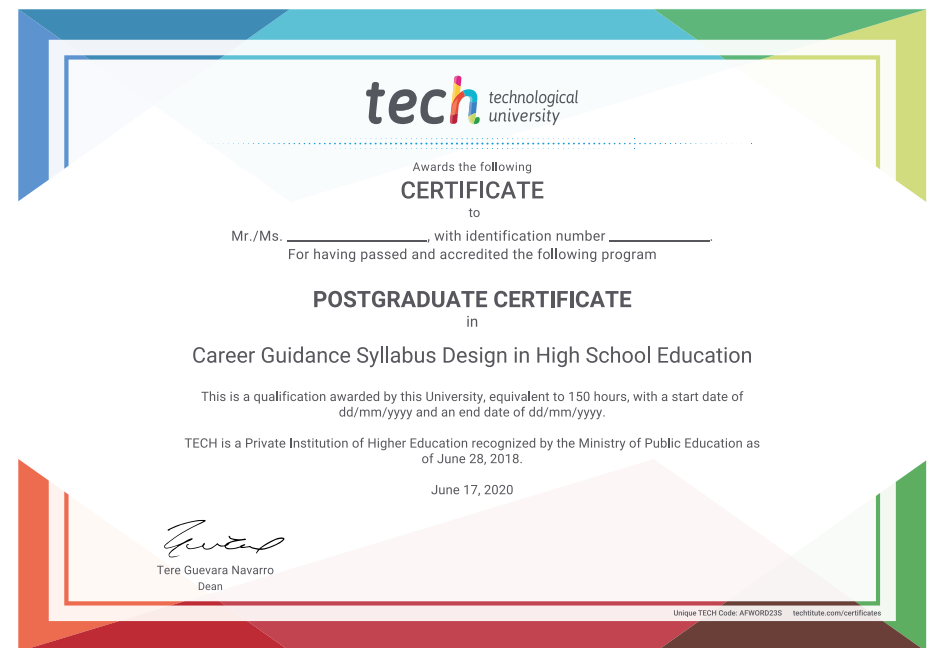 tech technological
university
Awards the following
CERTIFICATE
to
Mr./Ms. ____________________, with identification number ______________.
For having passed and accredited the following program
POSTGRADUATE CERTIFICATE
in
Career Guidance Syllabus Design in High School Education
This is a qualification awarded by this University, equivalent to 150 hours, with a start date of
dd/mm/yyyy and an end date of dd/mm/yyyy.
TECH is a Private Institution of Higher Education recognized by the Ministry of Public Education as
of June 28, 2018.
June 17, 2020
Tere Guevara Navarro
Dean
Unique TECH Code: AFWORD23S techtitute.com/certificates